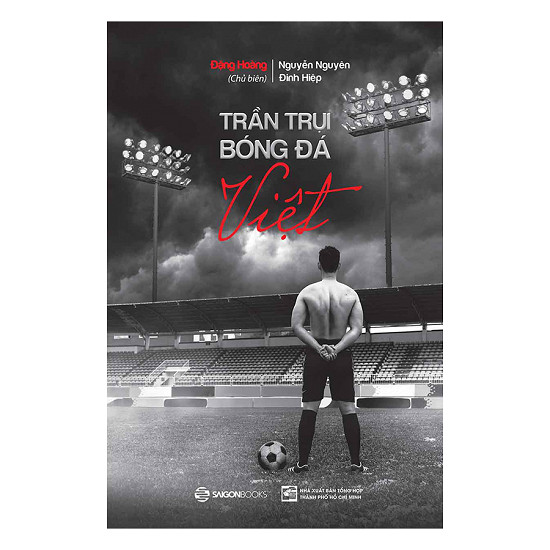 Đặng Hoàng
(Chủ biên)
Nguyễn Nguyên
Đinh Hiệp
TRẦN TRỤI
BÓNG ĐÁ
Việt
SAIGONBOOKS
NHÀ XUẤT BẢN TỔNG HỢP
THÀNH PHỐ HỒ CHÍ MINH